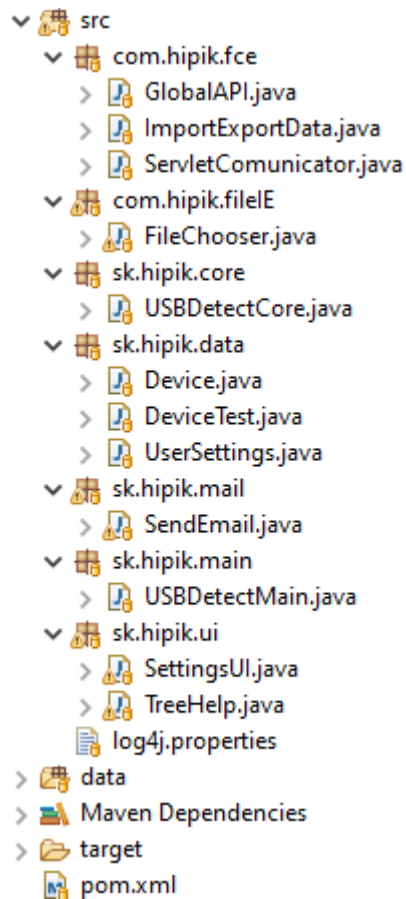 src
com.hipik.fce
GlobalAPI.java
ImportExportData.java
ServletComunicator.java
com.hipik.fileIE
FileChooser.java
sk.hipik.core
USBDetectCore.java
sk.hipik.data
Device.java
DeviceTest.java
UserSettings.java
sk.hipik.mail
SendEmail.java
sk.hipik.main
USBDetectMain.java
sk.hipik.ui
SettingsUI.java
TreeHelp.java
log4j.properties
data
Maven Dependencies
target
pom.xml